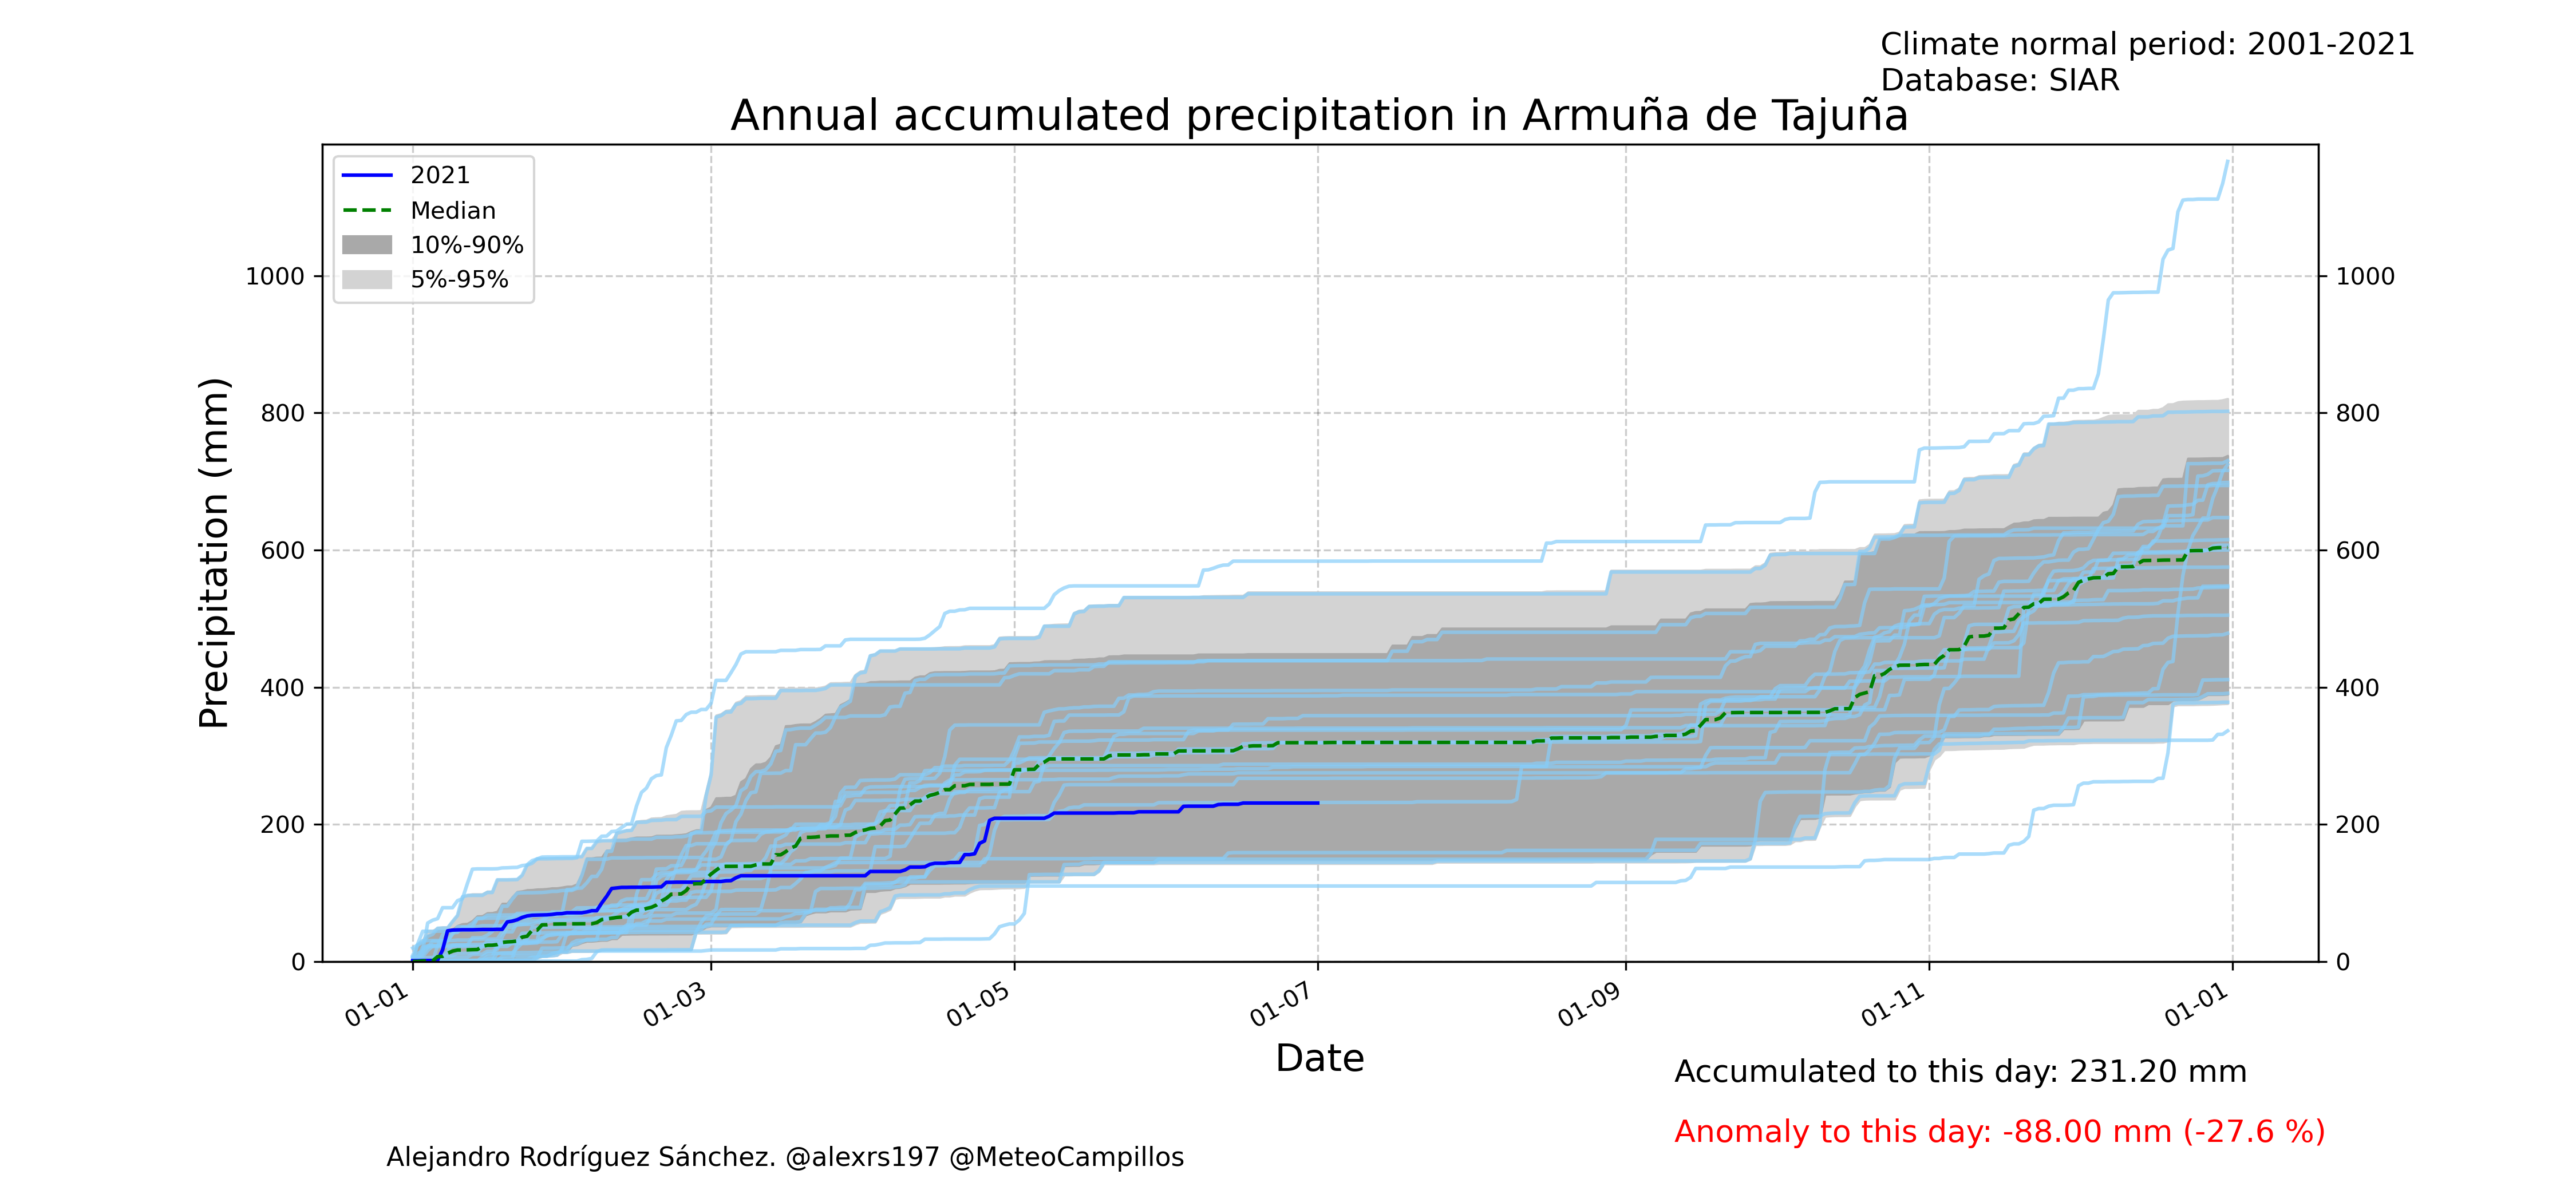 Climate normal period: 2001-2021
Database: SIAR
Annual accumulated precipitation in Armuña de Tajuña
2021
Median
10%-90%
5%-95%
Precipitation (mm)
1000
800
600
400
200
0
1000
800
600
400
200
0
01-01
01-03
01-05
01-07
01-09
01-11
01-01
Date
Accumulated to this day: 231.20 mm
Anomaly to this day: -88.00 mm (-27.6 %)
Alejandro Rodríguez Sánchez. @alexrs197 @MeteoCampillos